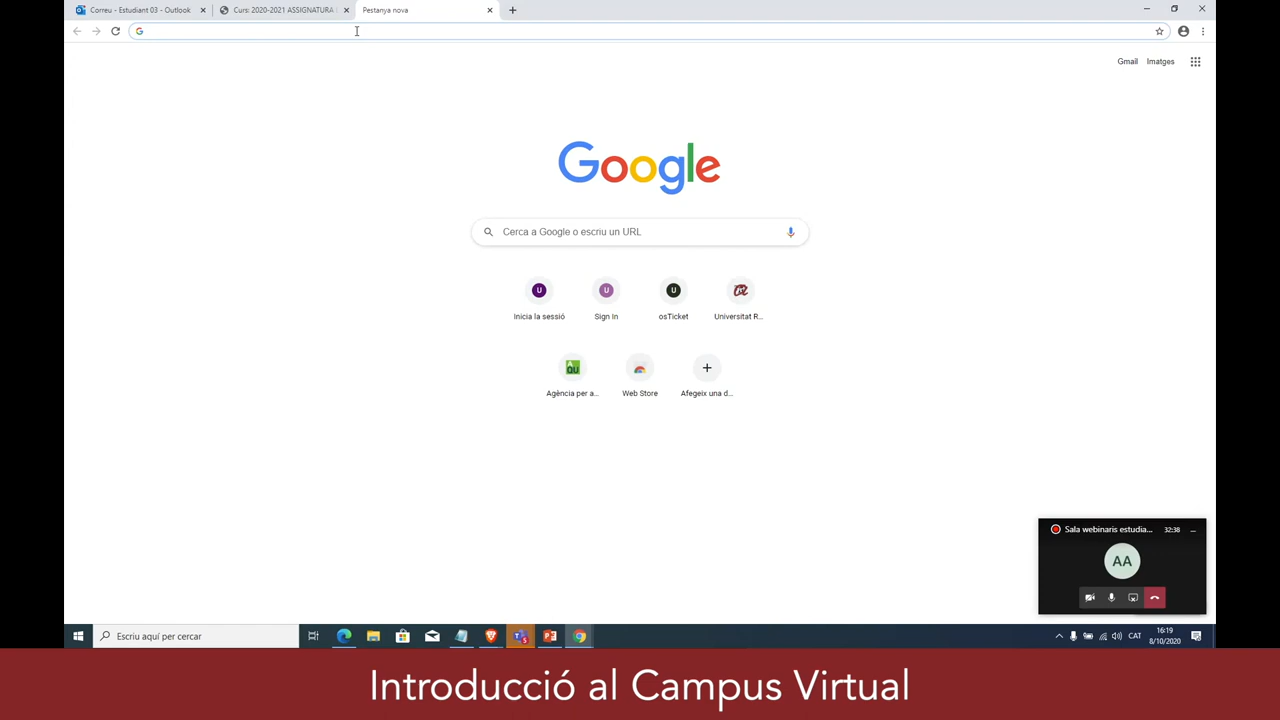 Correu - Estudiant 03 - Outlook
Curs: 2020-2021 ASSIGNATURA
Pestanya nova
Gmail
Imatges
Google
Cerca a Google o escriu un URL
U
Inicia la sessió
U
Sign In
U
osTicket
Universitat R...
AQU
Agència per a...
Web Store
Afegeix una d...
Sala webinaris estudia...
32:38
AA
Escriu aquí per cercar
CAT
16:19
8/10/2020
Introducció al Campus Virtual